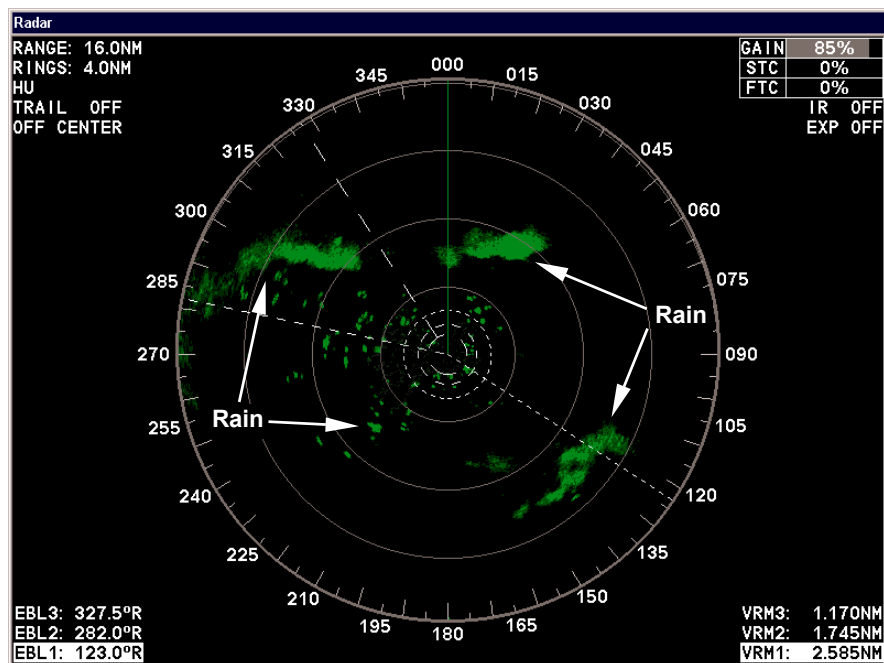 Radar
RANGE: 16.0NM
RINGS: 4.0NM
HU
TRAIL OFF
OFF CENTER
GAIN 85%
STC 0%
FTC 0%
IR OFF
EXP OFF
000
015
030
045
060
075
090
105
120
135
150
165
180
195
210
225
240
255
270
285
300
315
330
345
Rain
Rain
EBL3: 327.5ºR
EBL2: 282.0ºR
EBL1: 123.0ºR
VRM3: 1.170NM
VRM2: 1.745NM
VRM1: 2.585NM